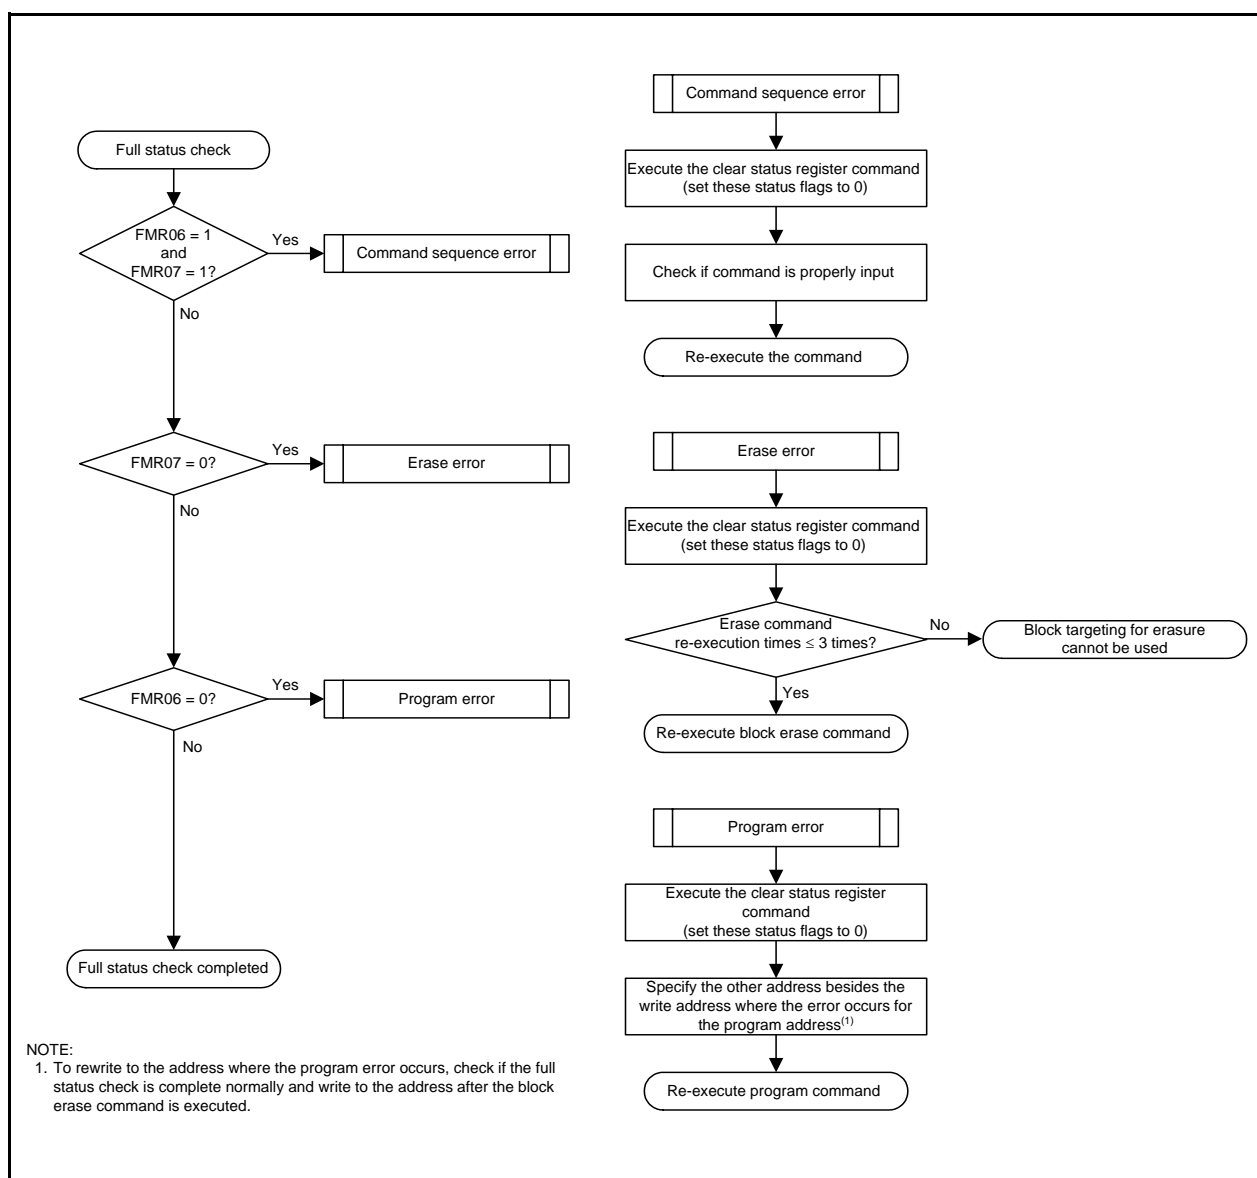 Full status check
FMR06 = 1
and
FMR07 = 1?
Yes
Command sequence error
No
FMR07 = 0?
Yes
Erase error
No
FMR06 = 0?
Yes
Program error
No
Full status check completed
Command sequence error
Execute the clear status register command
(set these status flags to 0)
Check if command is properly input
Re-execute the command
Erase error
Execute the clear status register command
(set these status flags to 0)
Erase command
re-execution times ≤ 3 times?
No
Block targeting for erasure
cannot be used
Yes
Re-execute block erase command
Program error
Execute the clear status register
command
(set these status flags to 0)
Specify the other address besides the
write address where the error occurs for
the program address(1)
Re-execute program command
NOTE:
1. To rewrite to the address where the program error occurs, check if the full
status check is complete normally and write to the address after the block
erase command is executed.